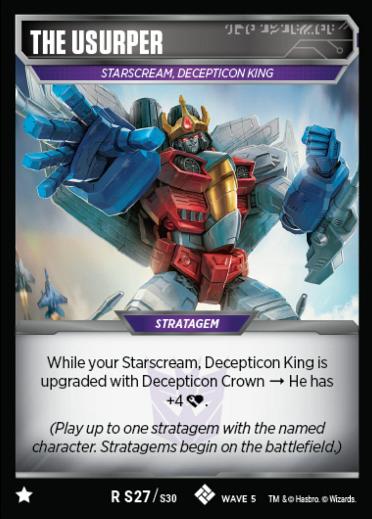 THE USURPER
STARSCREAM, DECEPTICON KING
STRATAGEM
While your Starscream, Decepticon King is
upgraded with Decepticon Crown → He has
+4 .
(Play up to one stratagem with the named
character. Stratagems begin on the battlefield.)
R S27/S30 WAVE 5 TM & © Hasbro. © Wizards.